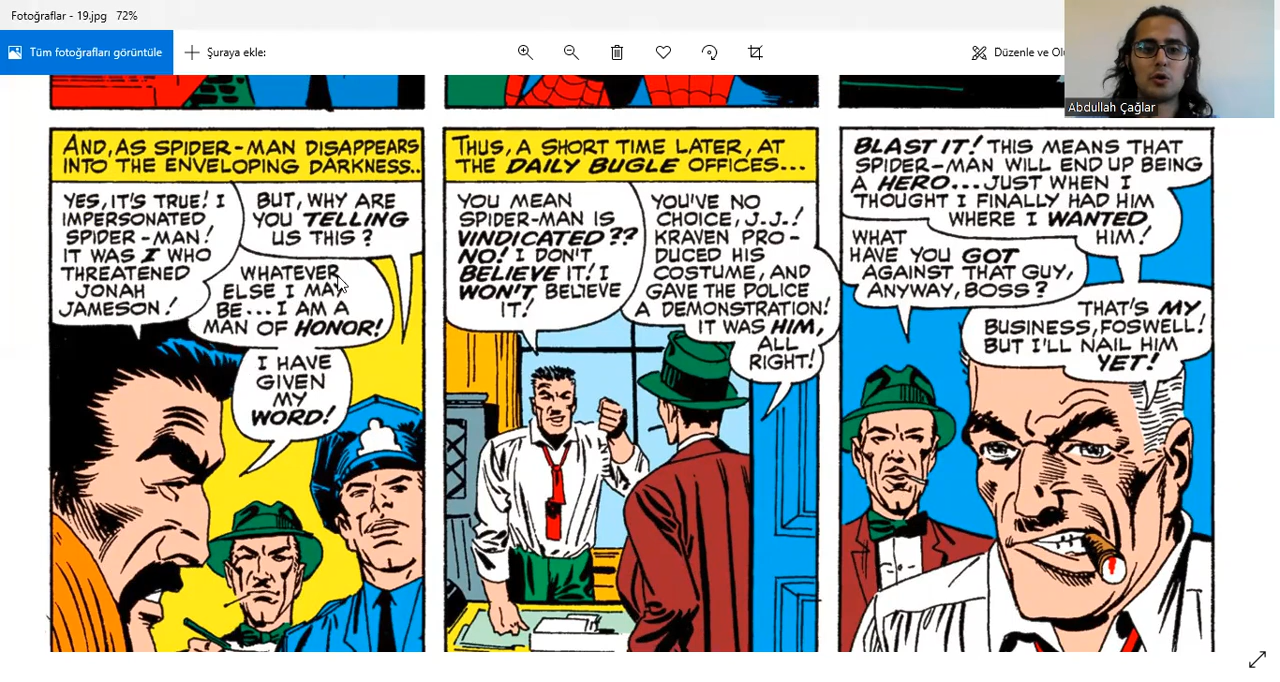 Fotoğraflar - 19.jpg 72%
Tüm fotoğrafları görüntüle
Şuraya ekle:
Düzenle ve Olu
Abdullah Çağlar
AND, AS SPIDER-MAN DISAPPEARS
INTO THE ENVELOPING DARKNESS..
YES, IT'S TRUE! I
IMPERSONATED
SPIDER-MAN!
IT WAS I WHO
THREATENED
JONAH
JAMESON!
BUT, WHY ARE
YOU TELLING
US THIS?
WHATEVER
ELSE I MAY
BE... I AM A
MAN OF HONOR!
I HAVE
GIVEN
MY
WORD!
THUS, A SHORT TIME LATER, AT
THE DAILY BUGLE OFFICES...
YOU MEAN
SPIDER-MAN IS
VINDICATED??
NO! I DON'T
BELIEVE IT! I
WON'T BELIEVE
IT!
YOU'VE NO
CHOICE, J.J.!
KRAVEN PRO-
DUCED HIS
COSTUME, AND
GAVE THE POLICE
A DEMONSTRATION!
IT WAS HIM,
ALL
RIGHT!
BLAST IT! THIS MEANS THAT
SPIDER-MAN WILL END UP BEING
A HERO...JUST WHEN I
THOUGHT I FINALLY HAD HIM
WHERE I WANTED
HIM!
WHAT
HAVE YOU GOT
AGAINST THAT GUY,
ANYWAY, BOSS?
THAT'S MY
BUSINESS, FOSWELL!
BUT I'LL NAIL HIM
YET!